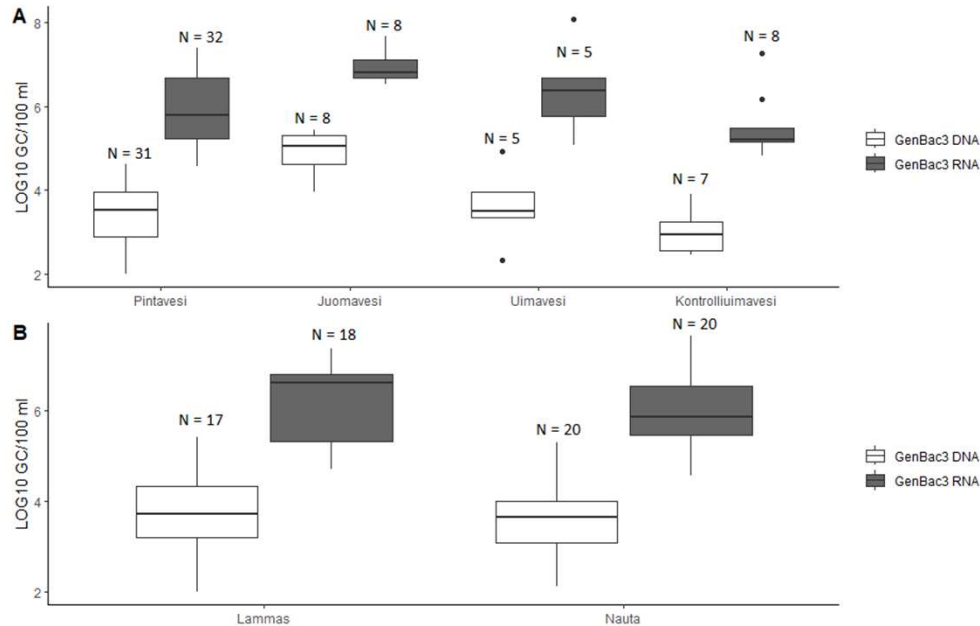 A
LOG10 GC/100 ml
8
6
4
2
N = 31
N = 32
N = 8
N = 8
N = 5
N = 5
N = 7
N = 8
Pintavesi
Juomavesi
Uimavesi
Kontrolliuimavesi
GenBac3 DNA
GenBac3 RNA
B
LOG10 GC/100 ml
6
4
2
N = 17
N = 18
N = 20
N = 20
Lammas
Nauta
GenBac3 DNA
GenBac3 RNA